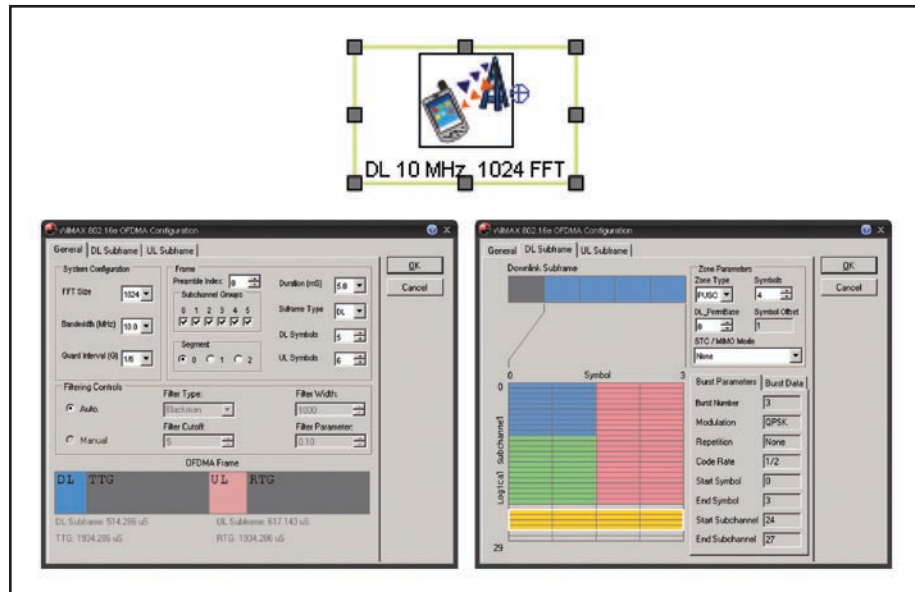 DL 10 MHz, 1024 FFT
WiMAX 802.16e OFDMA Configuration
General DL Subframe UL Subframe
System Configuration
FFT Size 1024
Bandwidth (MHz) 10.0
Guard Interval (G) 1/8
Frame
Preamble Index: 0
Subchannel Groups
0 1 2 3 4 5
Segment
0 1 2
Duration (mS) 5.0
Suframe Type DL
DL Symbols 5
UL Symbols 6
OK
Cancel
Filtering Controls
Auto.
Manual
Filter Type:
Blackman
Filter Width:
1000
Filter Cutoff:
5
Filter Parameter:
0.10
OFDMA Frame
DL TTG UL RTG
DL Subframe: 514.286 uS UL Subframe: 617.143 uS
TTG: 1934.286 uS RTG: 1934.286 uS
WiMAX 802.16e OFDMA Configuration
General DL Subframe UL Subframe
Downlink Subframe
0 Symbol 3
0
Logical Subchannel
29
Zone Parameters
Zone Type Symbols
PUSC 4
DL_PermBase Symbol Offset
0 1
STC / MIMO Mode
None
Burst Parameters Burst Data
Burst Number 3
Modulation QPSK
Repetition None
Code Rate 1/2
Start Symbol 0
End Symbol 3
Start Subchannel 24
End Subchannel 27
OK
Cancel